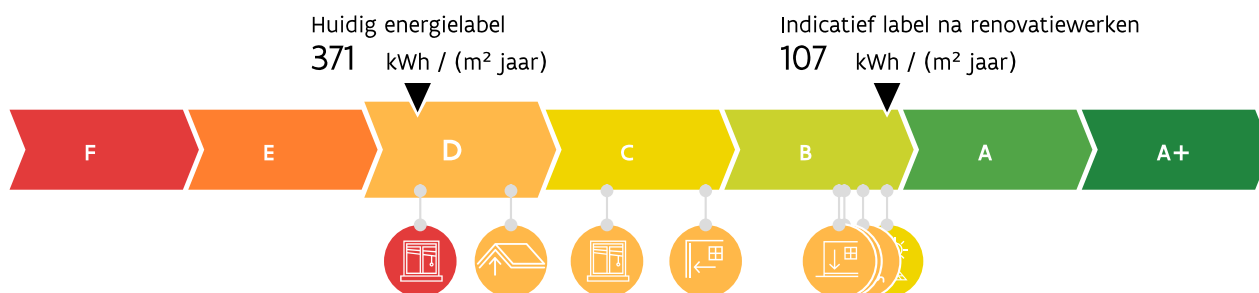 Huidig energielabel
371 kWh / (m² jaar)
Indicatief label na renovatiewerken
107 kWh / (m² jaar)
F E D C B A A+